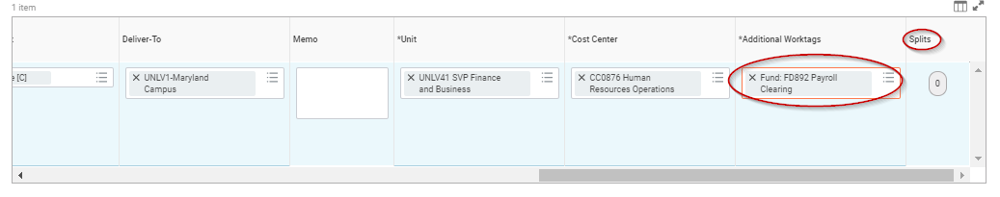 1 item
Deliver-To
Memo
*Unit
*Cost Center
*Additional Worktags
Splits
e [C]
UNLV1-Maryland
Campus
UNLV41 SVP Finance
and Business
CC0876 Human
Resources Operations
Fund: FD892 Payroll
Clearing
0